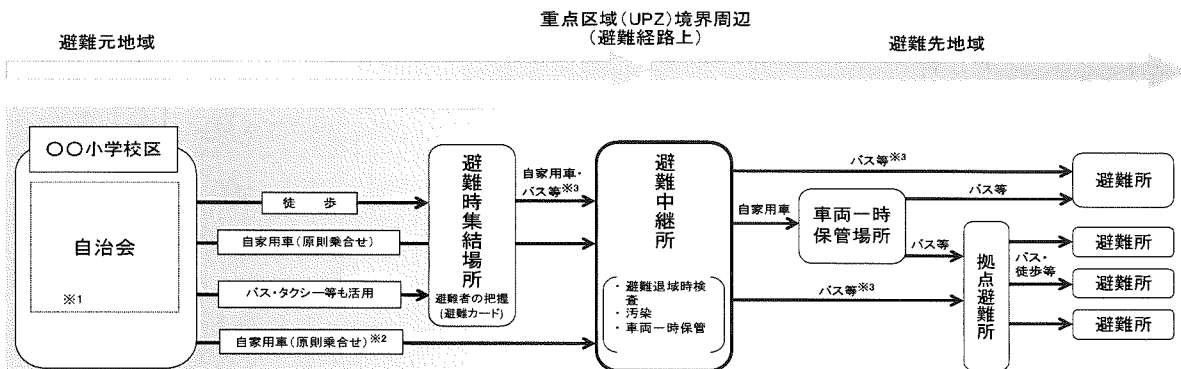 重点区域(UPZ)境界周辺
(避難経路上)
避難元地域
避難先地域
〇〇小学校区
自治会
※1
徒 歩
自家用車(原則乗合せ)
バス・タクシー等も活用
自家用車(原則乗合せ)※2
避難時集結場所
避難者の把握
(避難カード)
自家用車・
バス等※3
避難中継所
・避難退域時検
査
・汚染
・車両一時保管
バス等※3
自家用車
車両一時
保管場所
バス等
バス等
バス等※3
拠点避難所
バス・
徒歩等
避難所
避難所
避難所
避難所